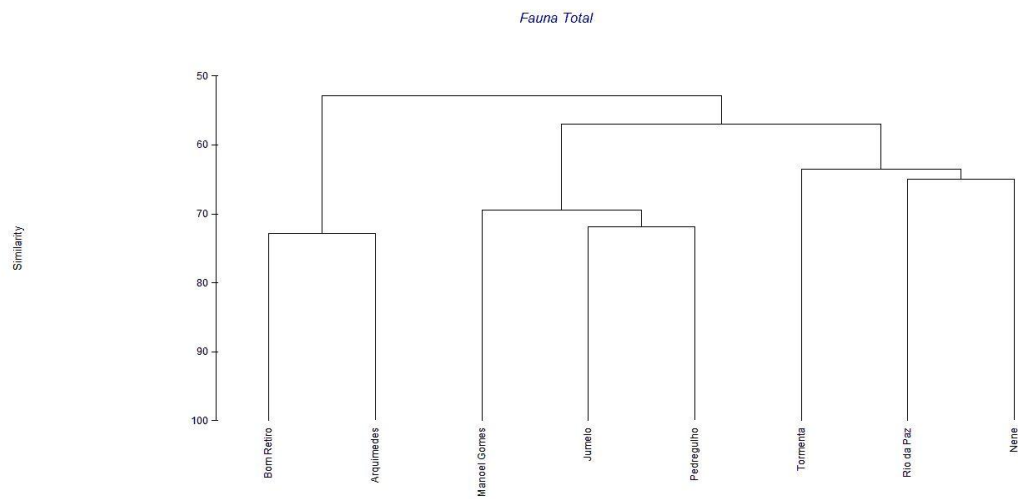 Fauna Total
50
60
70
80
90
100
Similarity
Bom Retiro
Arquimedes
Manoel Gomes
Jumelo
Pedregulho
Tormenta
Rio da Paz
Nene